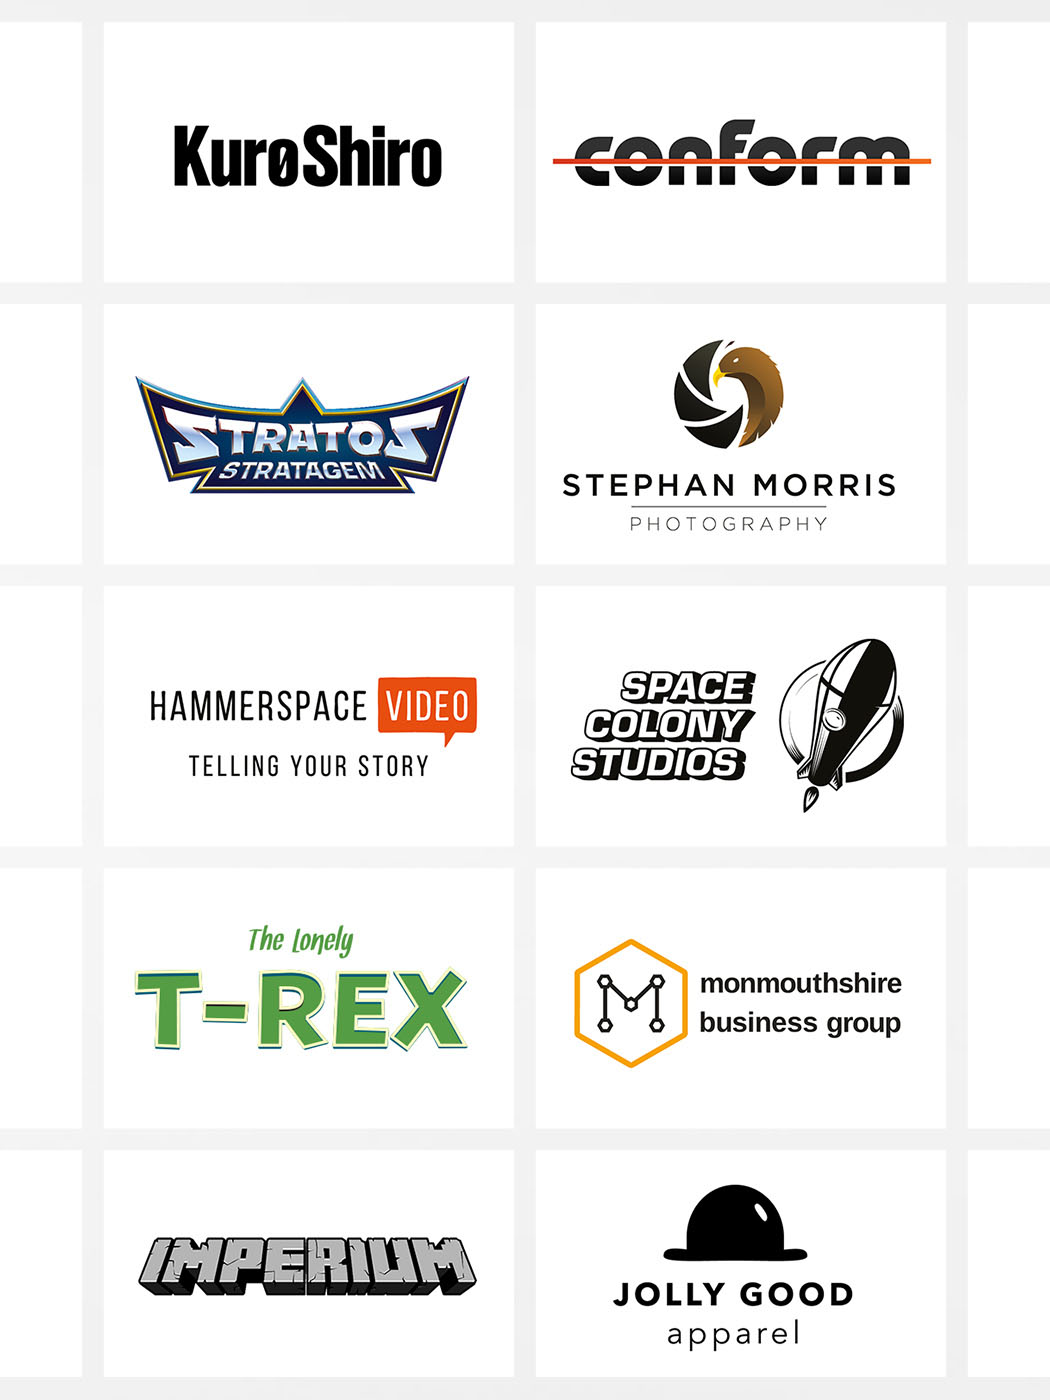 KurøShiro
conform
STRATOS
STRATAGEM
STEPHAN MORRIS
PHOTOGRAPHY
HAMMERSPACE VIDEO
TELLING YOUR STORY
SPACE
COLONY
STUDIOS
The Lonely
T-REX
M
monmouthshire
business group
IMPERIUM
JOLLY GOOD
apparel